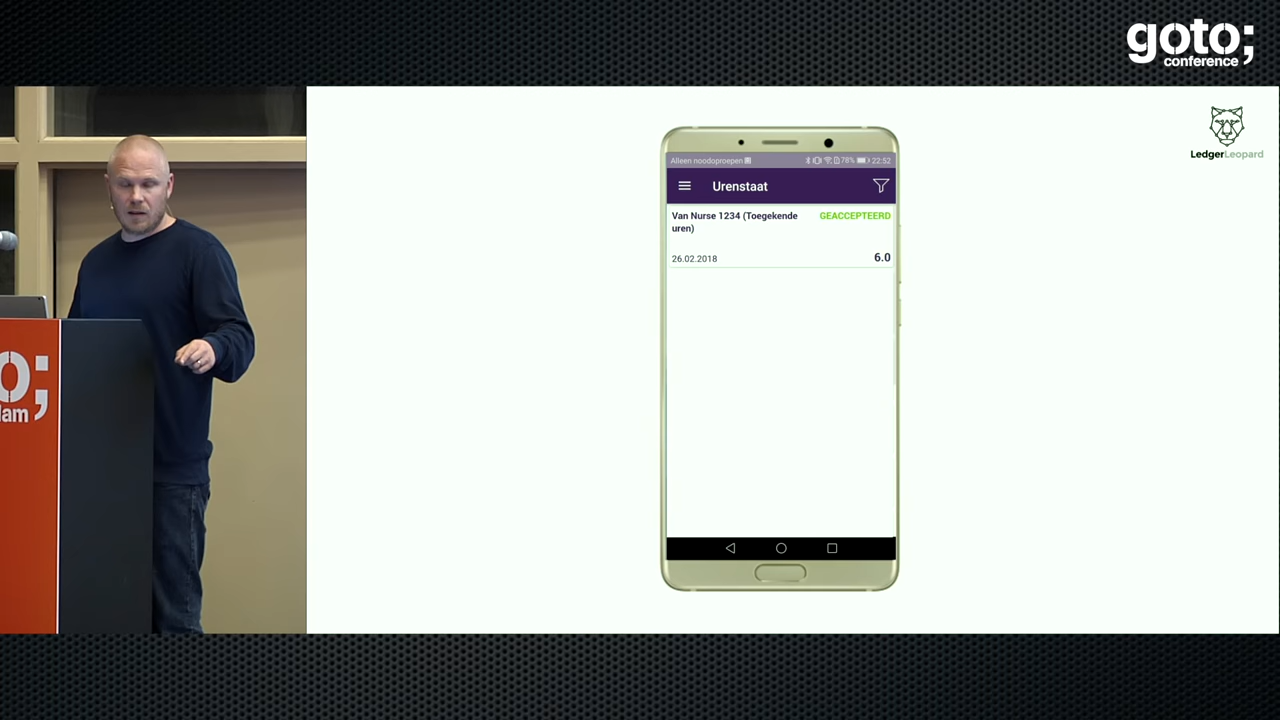 goto;
conference
LedgerLeopard
Alleen noodoproepen
78%
22:52
Urenstaat
Van Nurse 1234 (Toegekende
uren)
GEACCEPTEERD
26.02.2018
6.0
o;
dam